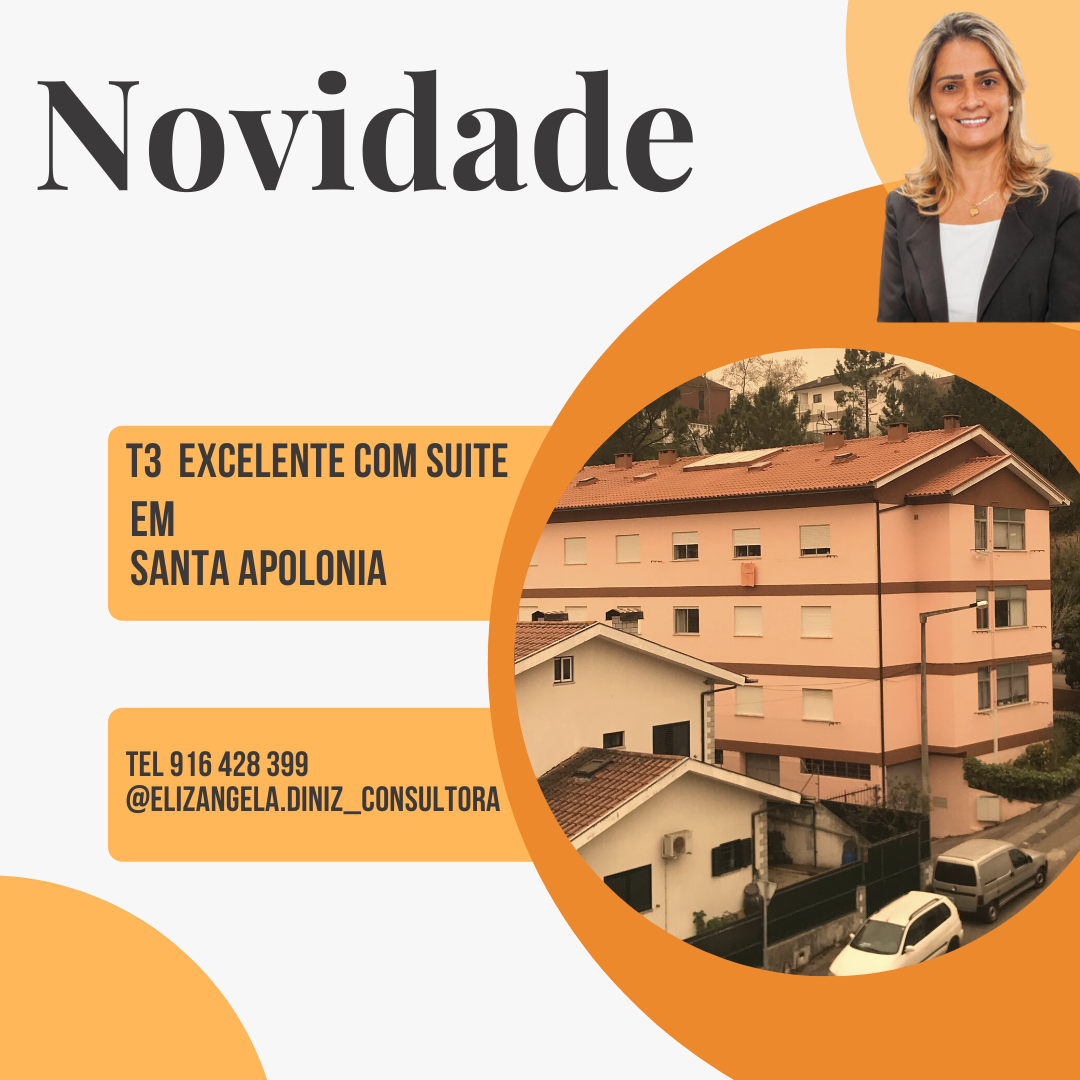 Novidade
T3 EXCELENTE COM SUITE
EM
SANTA APOLONIA
TEL 916 428 399
@ELIZANGELA.DINIZ_CONSULTORA